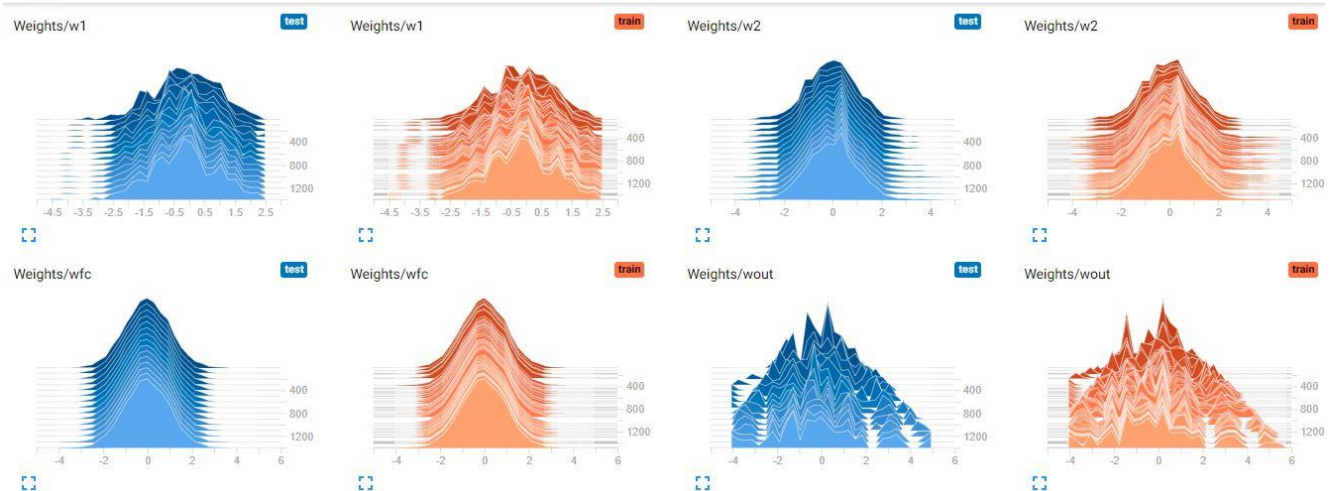 Weights/w1 test Weights/w1 train Weights/w2 test Weights/w2 train
400 400 400 400
800 800 800 800
1200 1200 1200 1200
-4.5 -3.5 -2.5 -1.5 -0.5 0.5 1.5 2.5 -4.5 -3.5 -2.5 -1.5 -0.5 0.5 1.5 2.5 -4 -2 0 2 4 -4 -2 0 2 4
Weights/wfc test Weights/wfc train Weights/wout test Weights/wout train
400 400 400 400
800 800 800 800
1200 1200 1200 1200
-4 -2 0 2 4 6 -4 -2 0 2 4 6 -4 -2 0 2 4 6 -4 -2 0 2 4 6